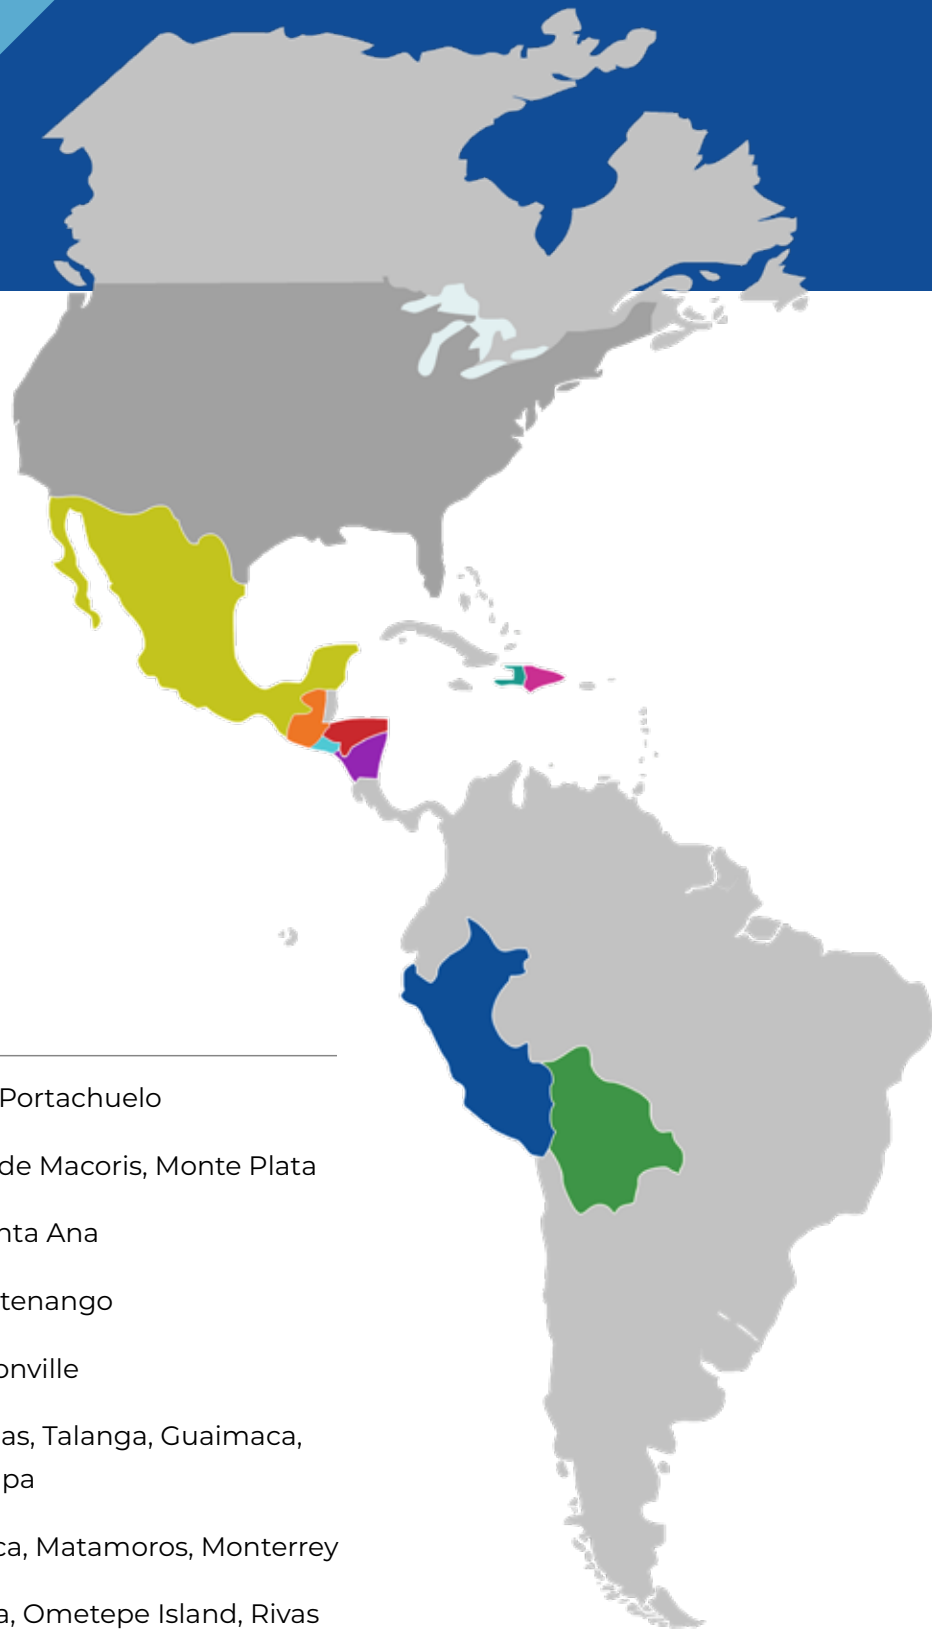 Portachuelo
de Macoris, Monte Plata
nta Ana
tenango
onville
as, Talanga, Guaimaca,
pa
ca, Matamoros, Monterrey
a, Ometepe Island, Rivas